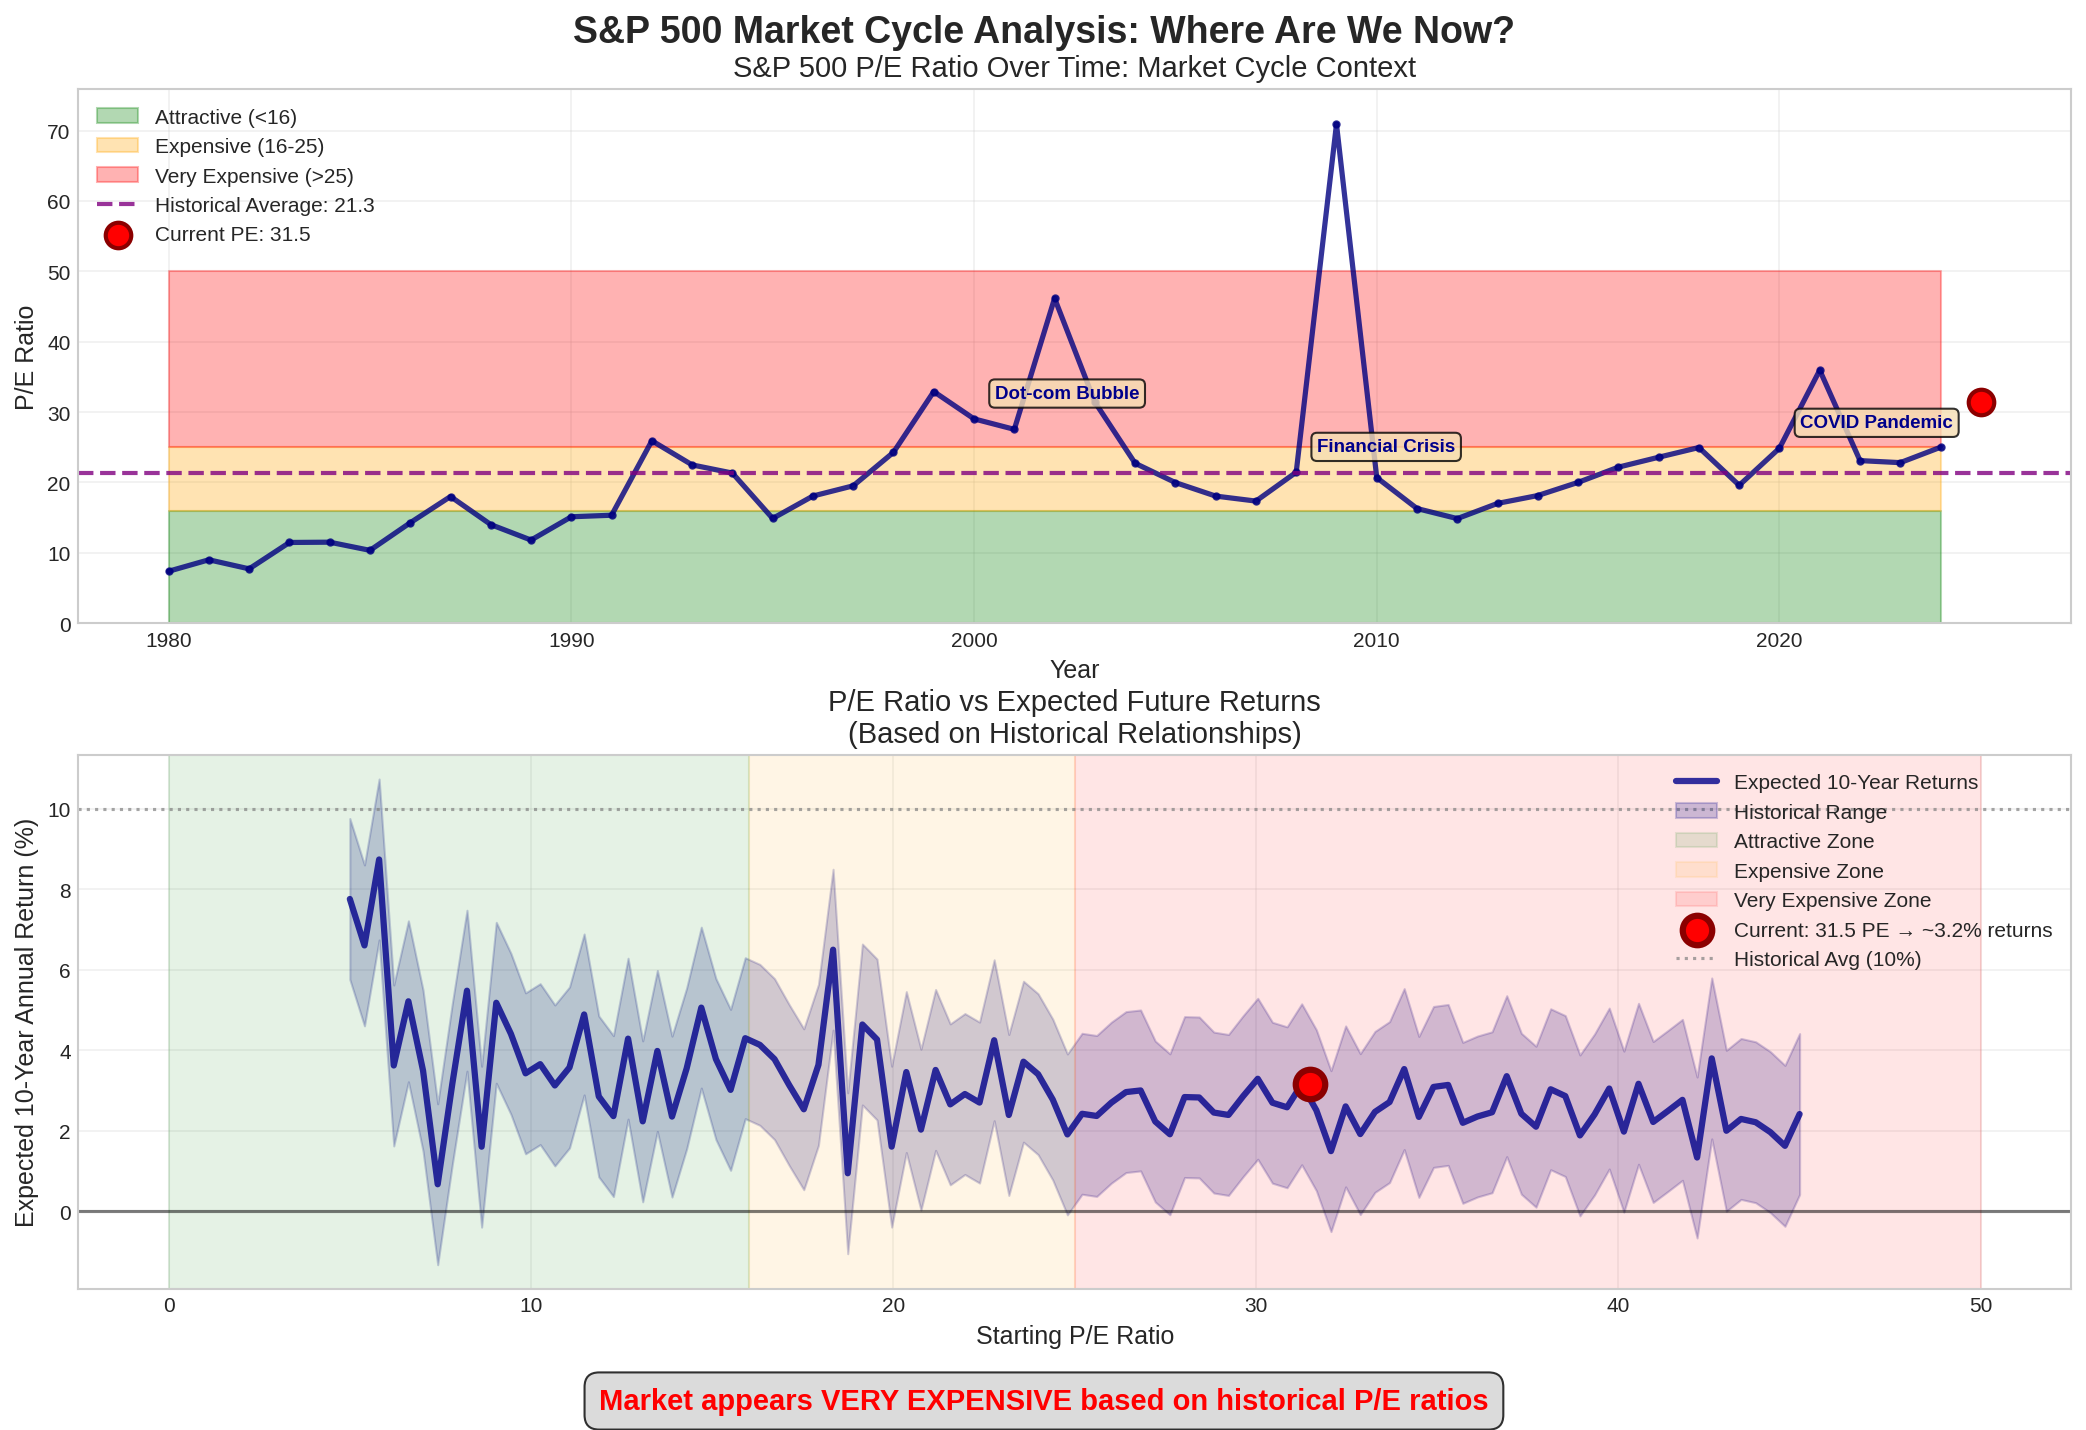 S&P 500 Market Cycle Analysis: Where Are We Now?
S&P 500 P/E Ratio Over Time: Market Cycle Context
Attractive (<16)
Expensive (16-25)
Very Expensive (>25)
Historical Average: 21.3
Current PE: 31.5
P/E Ratio
70
60
50
40
30
20
10
0
Dot-com Bubble
Financial Crisis
COVID Pandemic
1980
1990
2000
2010
2020
Year
P/E Ratio vs Expected Future Returns
(Based on Historical Relationships)
Expected 10-Year Returns
Historical Range
Attractive Zone
Expensive Zone
Very Expensive Zone
Current: 31.5 PE → ~3.2% returns
Historical Avg (10%)
Expected 10-Year Annual Return (%)
10
8
6
4
2
0
0
10
20
30
40
50
Starting P/E Ratio
Market appears VERY EXPENSIVE based on historical P/E ratios